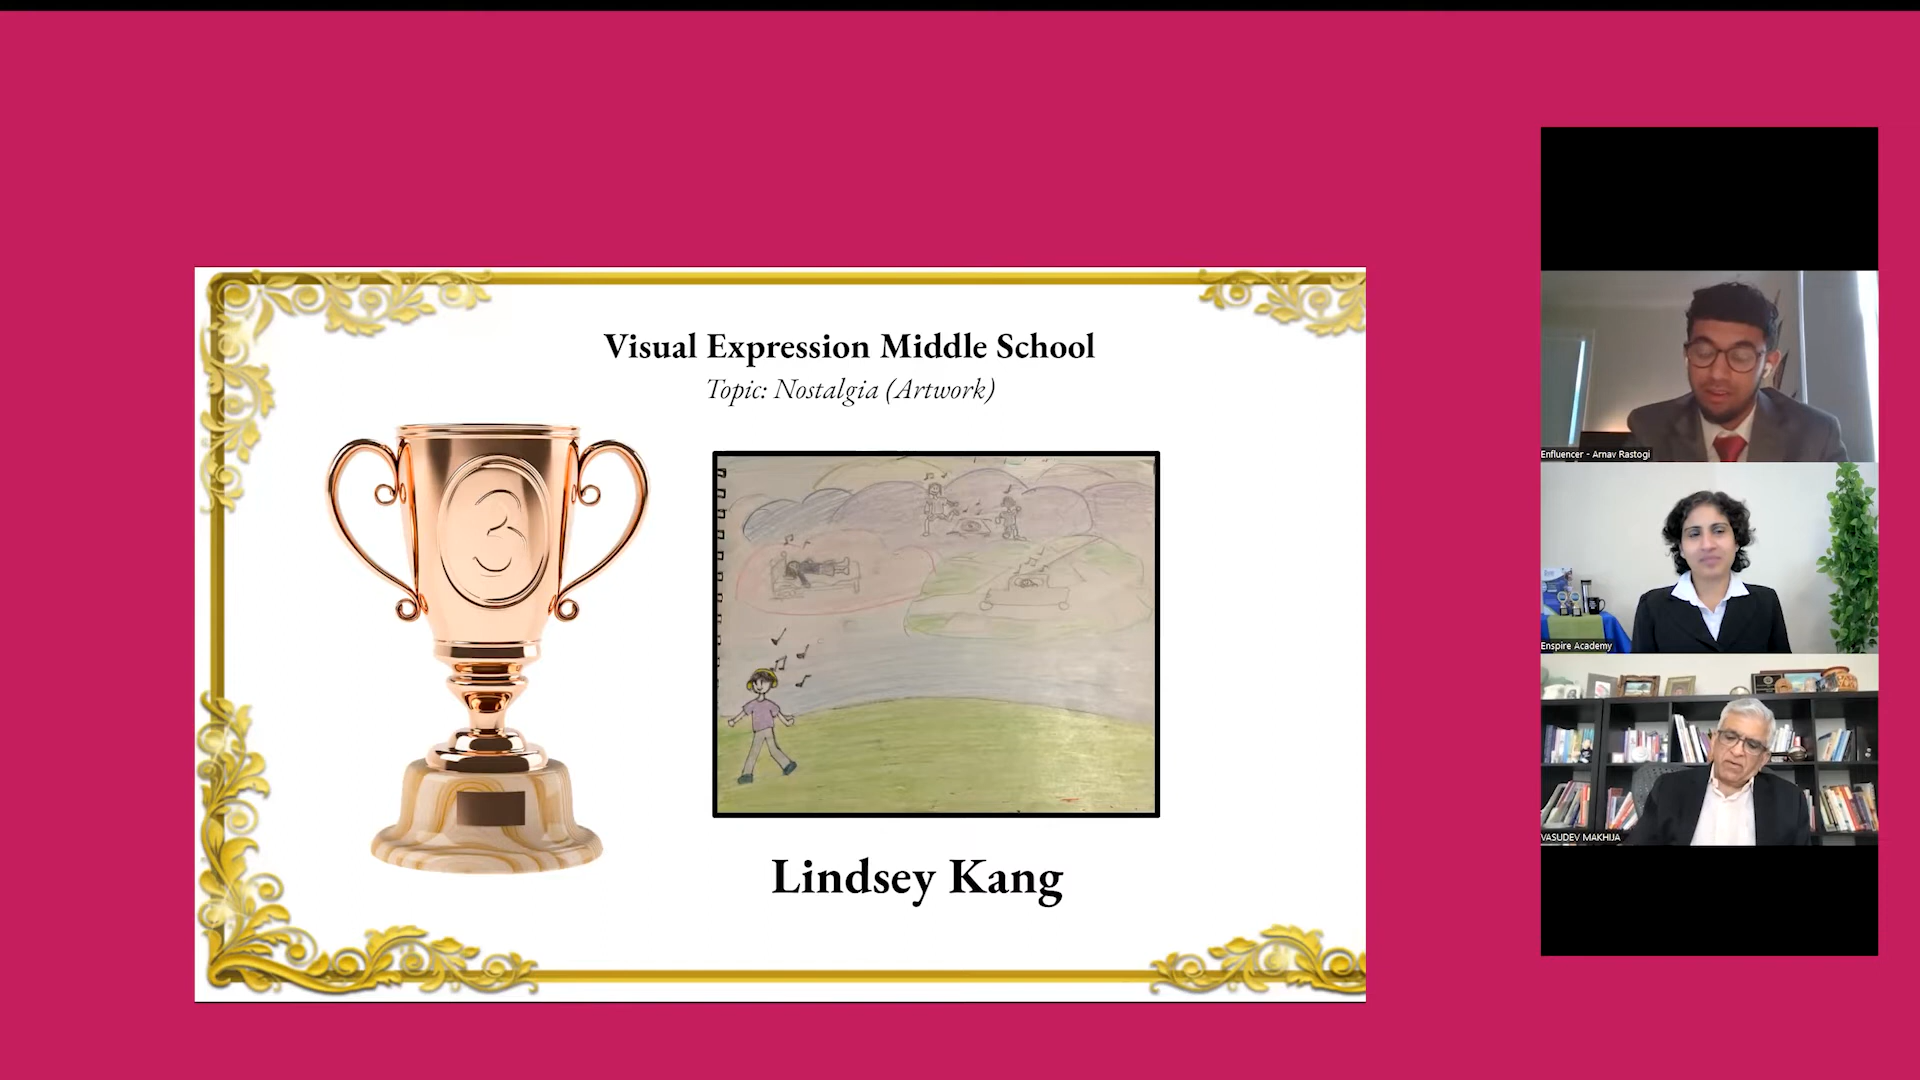 Visual Expression Middle School
Topic: Nostalgia (Artwork)
3
Lindsey Kang
Enfluencer - Arnav Rastogi
Enspire Academy
VASUDEV MAKHIJA